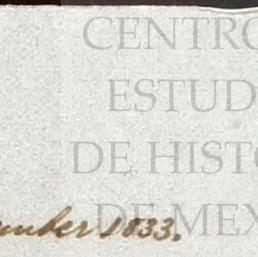 CENTRO
ESTUD
DE HISTO
DE MEX
mber 1833.